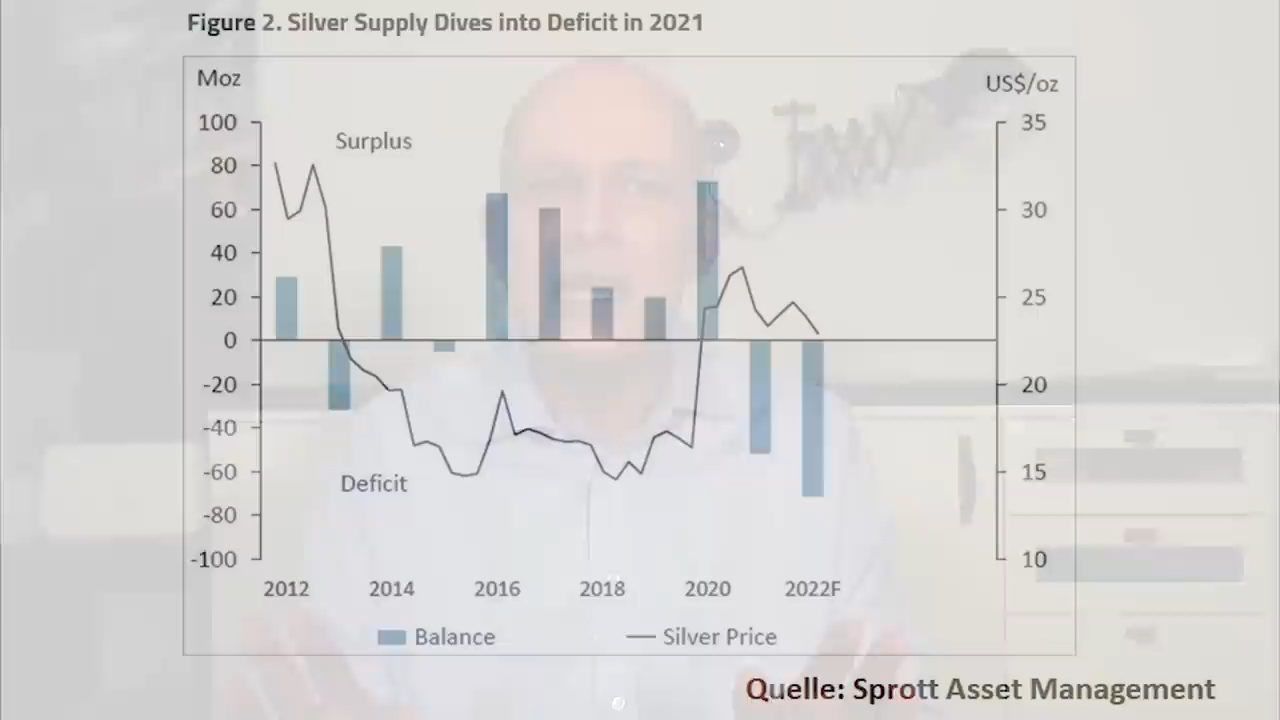 Figure 2. Silver Supply Dives into Deficit in 2021
Moz
US$/oz
100
35
Surplus
80
60
30
40
20
25
0
-20
20
-40
-60
15
Deficit
-80
-100
10
2012 2014 2016 2018 2020 2022F
Balance Silver Price
Quelle: Sprott Asset Management